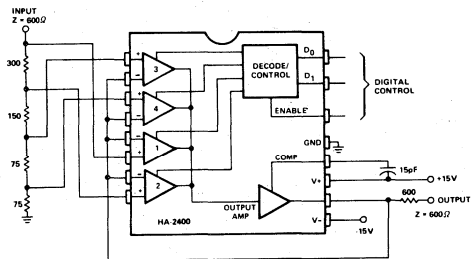 INPUT
Z = 600Ω
300
150
75
75
+
−
3
+
−
4
−
+
1
−
+
2
DECODE/
CONTROL
D0
D1
ENABLE
DIGITAL
CONTROL
GND
COMP
15pF
V+
+15V
600
OUTPUT
Z = 600Ω
OUTPUT
AMP
V−
-15V
HA-2400